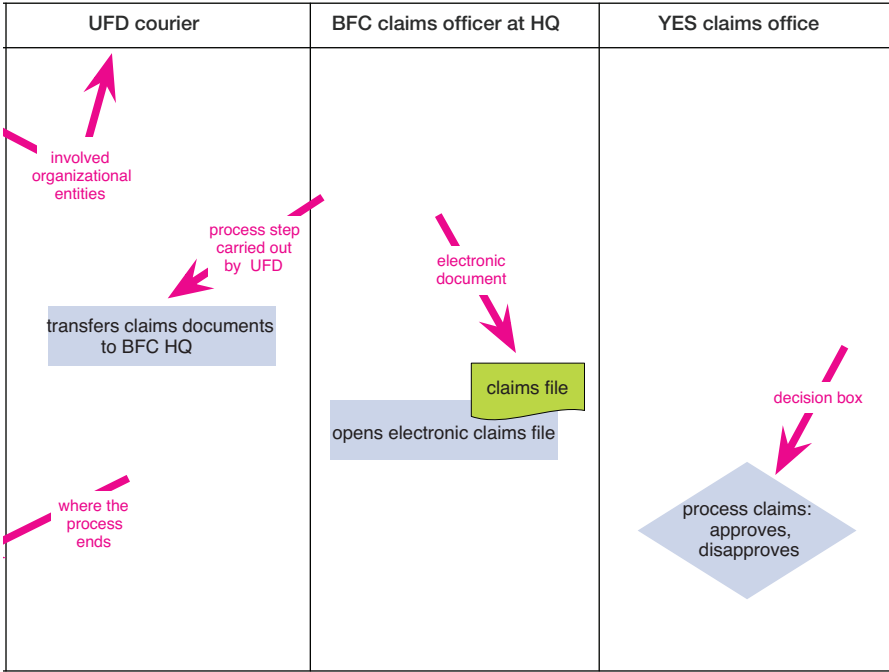 UFD courier
BFC claims officer at HQ
YES claims office
involved
organizational
entities
process step
carried out
by UFD
electronic
document
transfers claims documents
to BFC HQ
claims file
opens electronic claims file
decision box
where the
process
ends
process claims:
approves,
disapproves